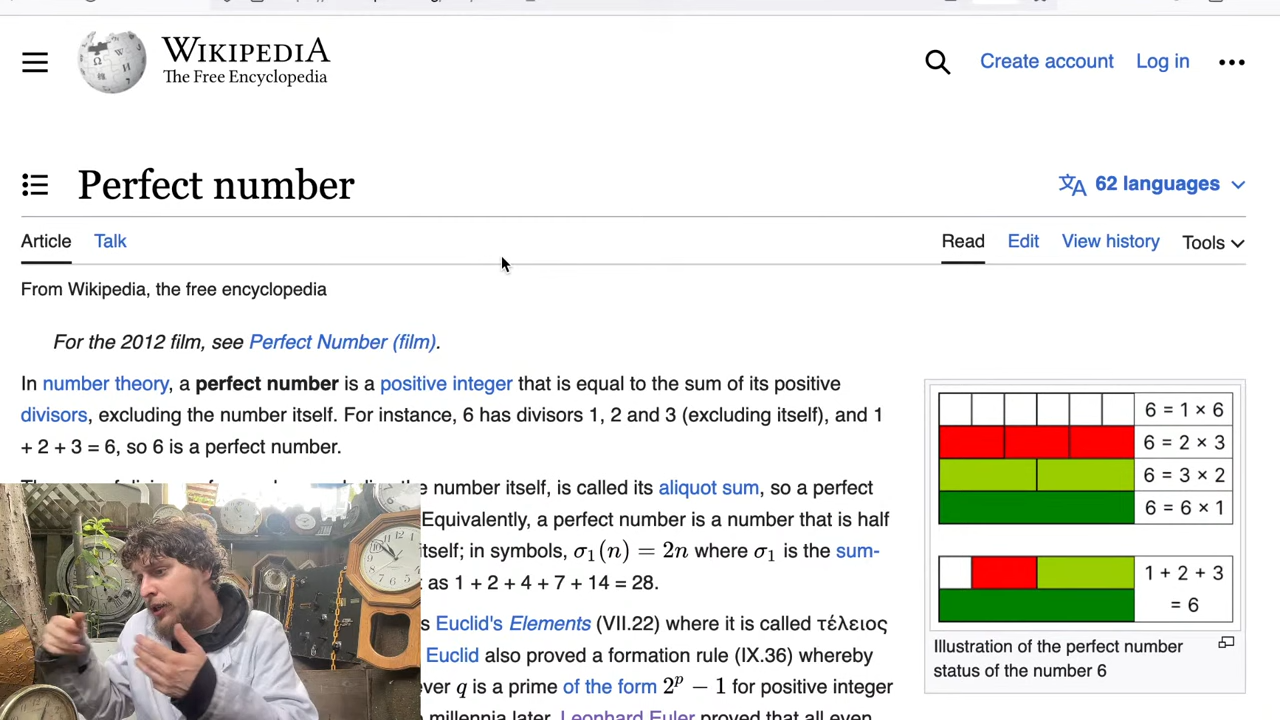 WIKIPEDIA
The Free Encyclopedia
Create account
Log in
Perfect number
62 languages
Article
Talk
Read
Edit
View history
Tools
From Wikipedia, the free encyclopedia
For the 2012 film, see Perfect Number (film).
In number theory, a perfect number is a positive integer that is equal to the sum of its positive
divisors, excluding the number itself. For instance, 6 has divisors 1, 2 and 3 (excluding itself), and 1
+ 2 + 3 = 6, so 6 is a perfect number.
the number itself, is called its aliquot sum, so a perfect
Equivalently, a perfect number is a number that is half
itself; in symbols, σ₁(n) = 2n where σ₁ is the sum-
as 1 + 2 + 4 + 7 + 14 = 28.
s Euclid's Elements (VII.22) where it is called τέλειος
Euclid also proved a formation rule (IX.36) whereby
ver q is a prime of the form 2ᵖ − 1 for positive integer
millennia later, Leonhard Euler proved that all even
6 = 1 × 6
6 = 2 × 3
6 = 3 × 2
6 = 6 × 1
1 + 2 + 3
= 6
Illustration of the perfect number
status of the number 6